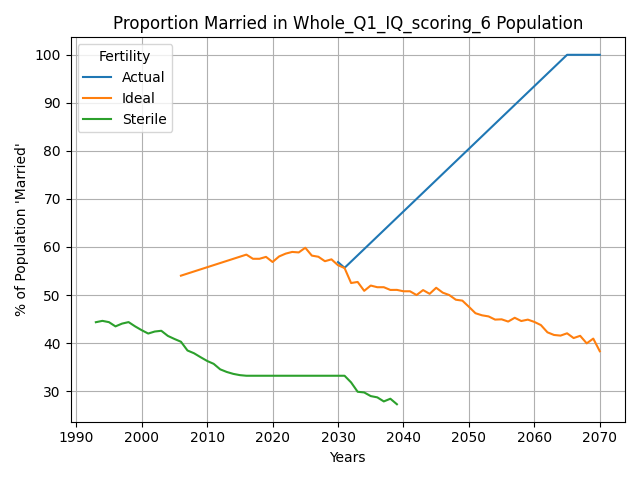 Proportion Married in Whole_Q1_IQ_scoring_6 Population
Fertility
Actual
Ideal
Sterile
% of Population 'Married'
100
90
80
70
60
50
40
30
1990 2000 2010 2020 2030 2040 2050 2060 2070
Years